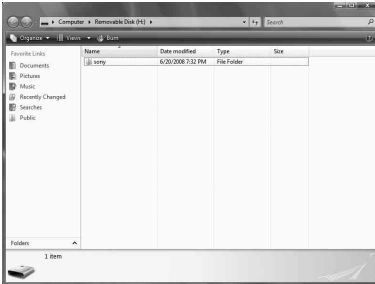 Computer ▸ Removable Disk (H:) ▸
Search
Organize Views Burn
Favorite Links
Documents
Pictures
Music
Recently Changed
Searches
Public
Folders
Name Date modified Type Size
sony 6/20/2008 7:32 PM File Folder
1 item